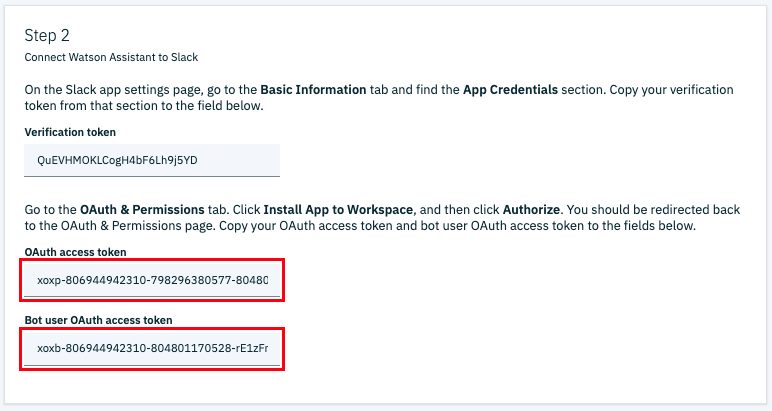 Step 2
Connect Watson Assistant to Slack
On the Slack app settings page, go to the Basic Information tab and find the App Credentials section. Copy your verification
token from that section to the field below.
Verification token
QuEVHMOKLCogH4bF6Lh9j5YD
Go to the OAuth & Permissions tab. Click Install App to Workspace, and then click Authorize. You should be redirected back
to the OAuth & Permissions page. Copy your OAuth access token and bot user OAuth access token to the fields below.
OAuth access token
xoxp-806944942310-798296380577-80480
Bot user OAuth access token
xoxb-806944942310-804801170528-rE1zFr